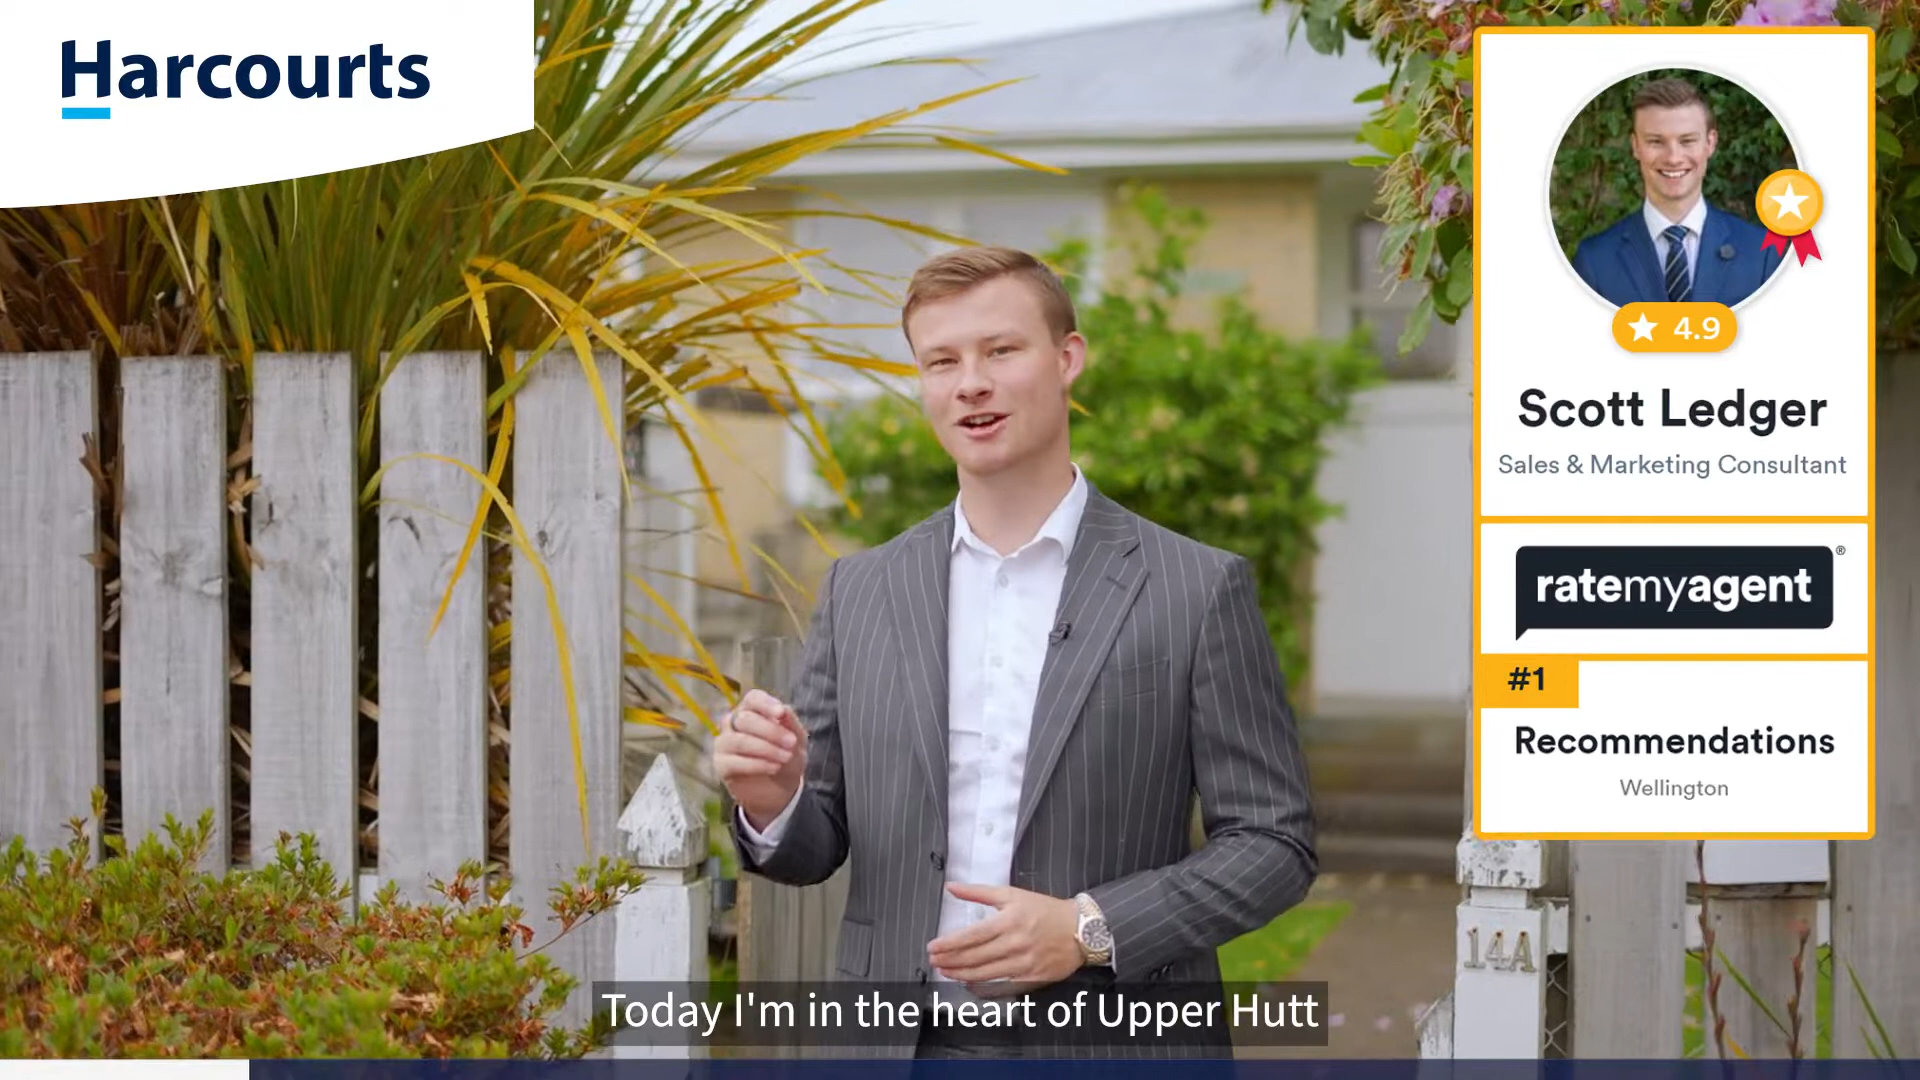 Harcourts
4.9
Scott Ledger
Sales & Marketing Consultant
ratemyagent®
#1
Recommendations
Wellington
14A
Today I'm in the heart of Upper Hutt